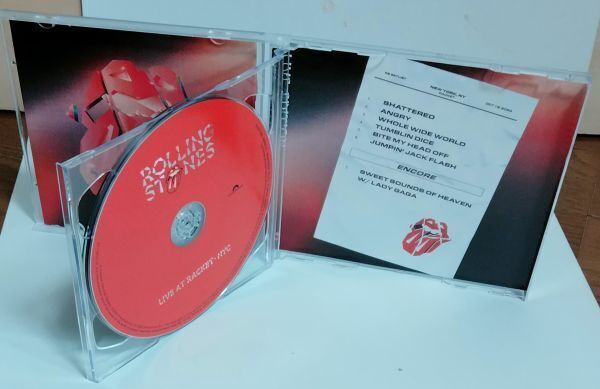 ROLLING
STONES
LIVE AT RACKET, NYC
NEW YORK, NY
RACKET
SHATTERED
ANGRY
WHOLE WIDE WORLD
TUMBLIN DICE
BITE MY HEAD OFF
JUMPIN' JACK FLASH
ENCORE
SWEET SOUNDS OF HEAVEN
W/ LADY GAGA